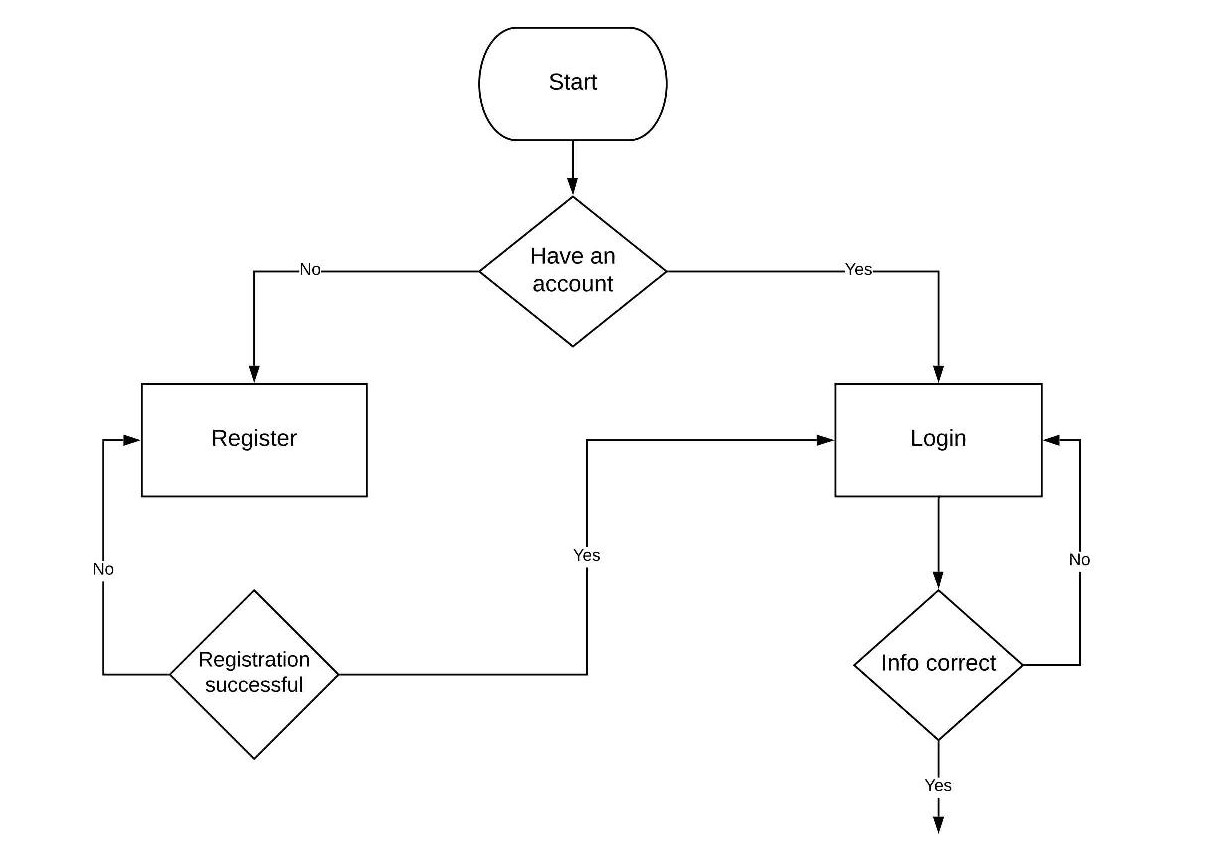 Start
Have an
account
No
Yes
Register
Login
No
Yes
No
Registration
successful
Info correct
Yes